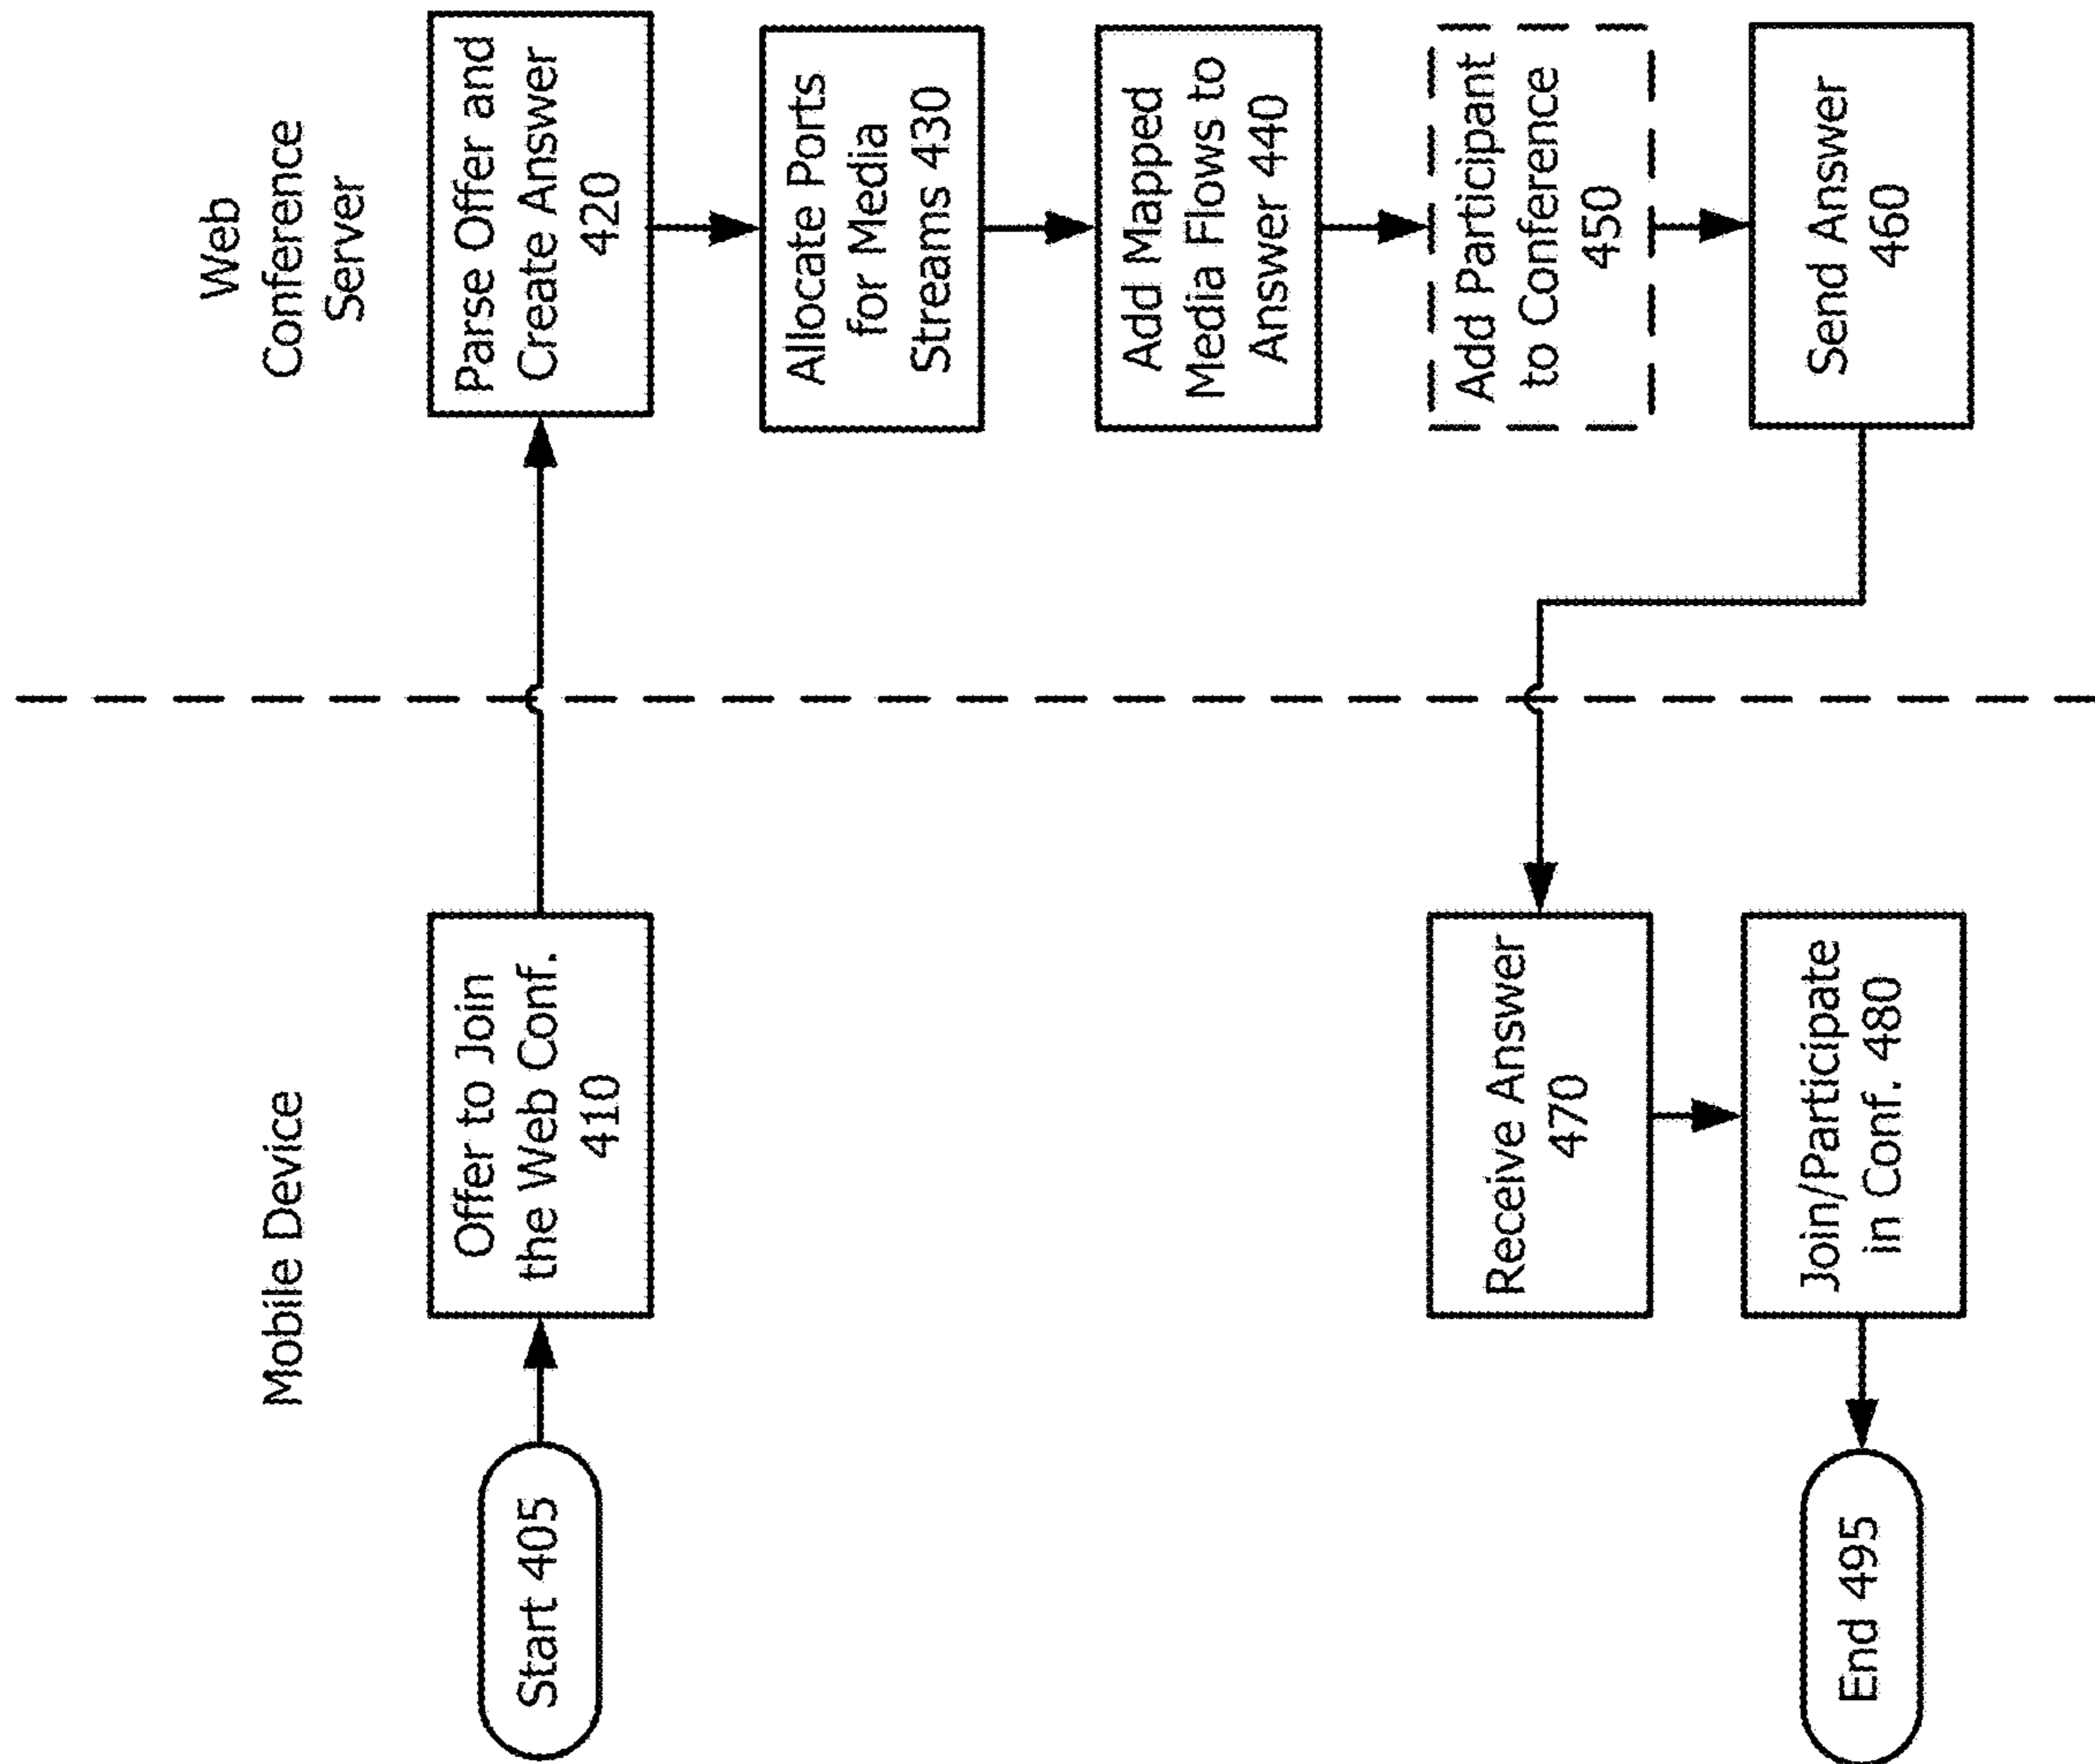 Mobile Device
Web
Conference
Server
Start 405
Offer to Join
the Web Conf.
410
Parse Offer and
Create Answer
420
Allocate Ports
for Media
Streams 430
Add Mapped
Media Flows to
Answer 440
Add Participant
to Conference
450
Send Answer
460
Receive Answer
470
Join/Participate
in Conf. 480
End 495